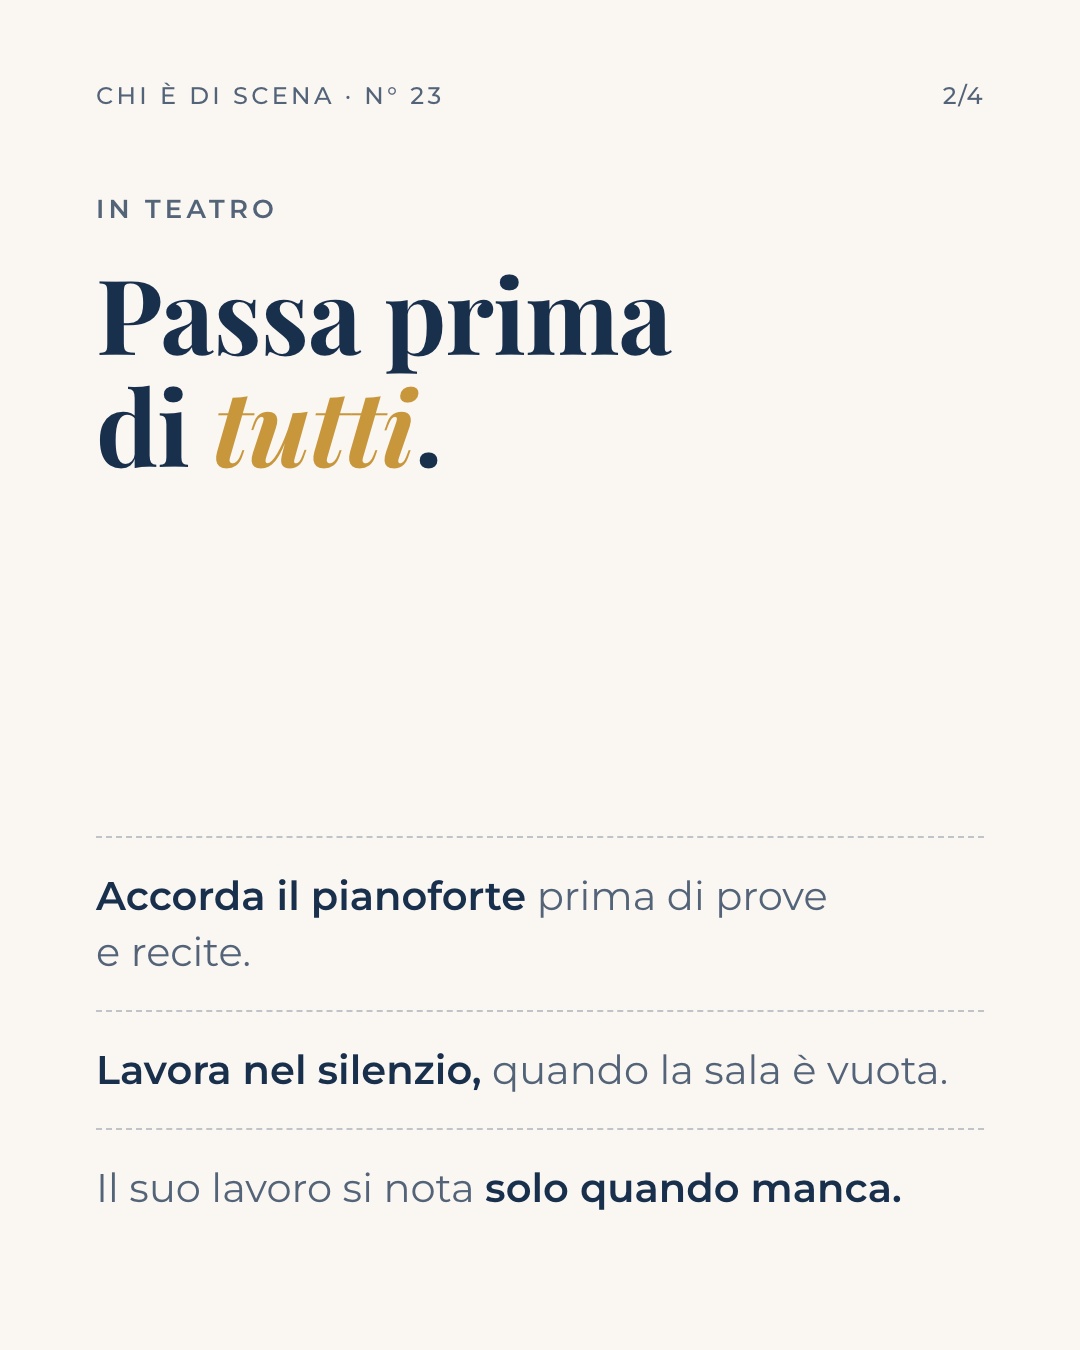 CHI È DI SCENA · N° 23
2/4
IN TEATRO
Passa prima
di tutti.
Accorda il pianoforte prima di prove
e recite.
Lavora nel silenzio, quando la sala è vuota.
Il suo lavoro si nota solo quando manca.